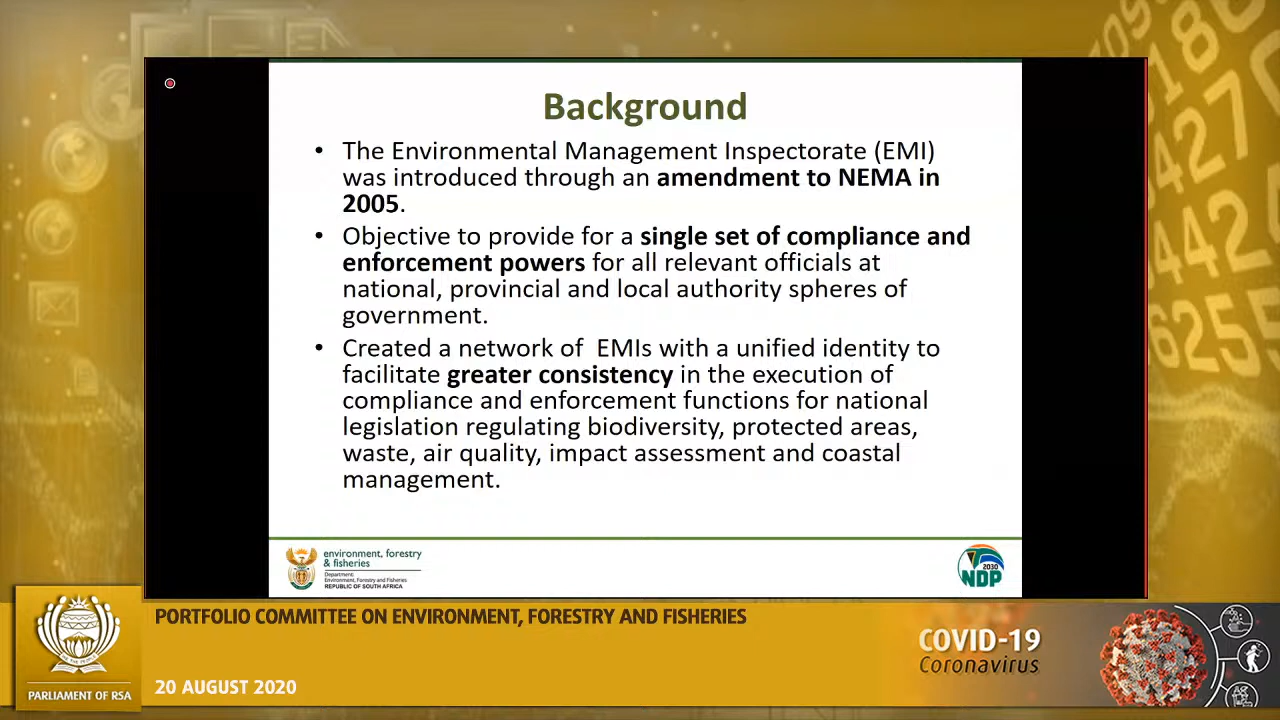 Background
• The Environmental Management Inspectorate (EMI)
was introduced through an amendment to NEMA in
2005.
• Objective to provide for a single set of compliance and
enforcement powers for all relevant officials at
national, provincial and local authority spheres of
government.
• Created a network of  EMIs with a unified identity to
facilitate greater consistency in the execution of
compliance and enforcement functions for national
legislation regulating biodiversity, protected areas,
waste, air quality, impact assessment and coastal
management.
environment, forestry
& fisheries
Department:
Environment, Forestry and Fisheries
REPUBLIC OF SOUTH AFRICA
2030
NDP
PORTFOLIO COMMITTEE ON ENVIRONMENT, FORESTRY AND FISHERIES
20 AUGUST 2020
PARLIAMENT OF RSA
COVID-19
Coronavirus